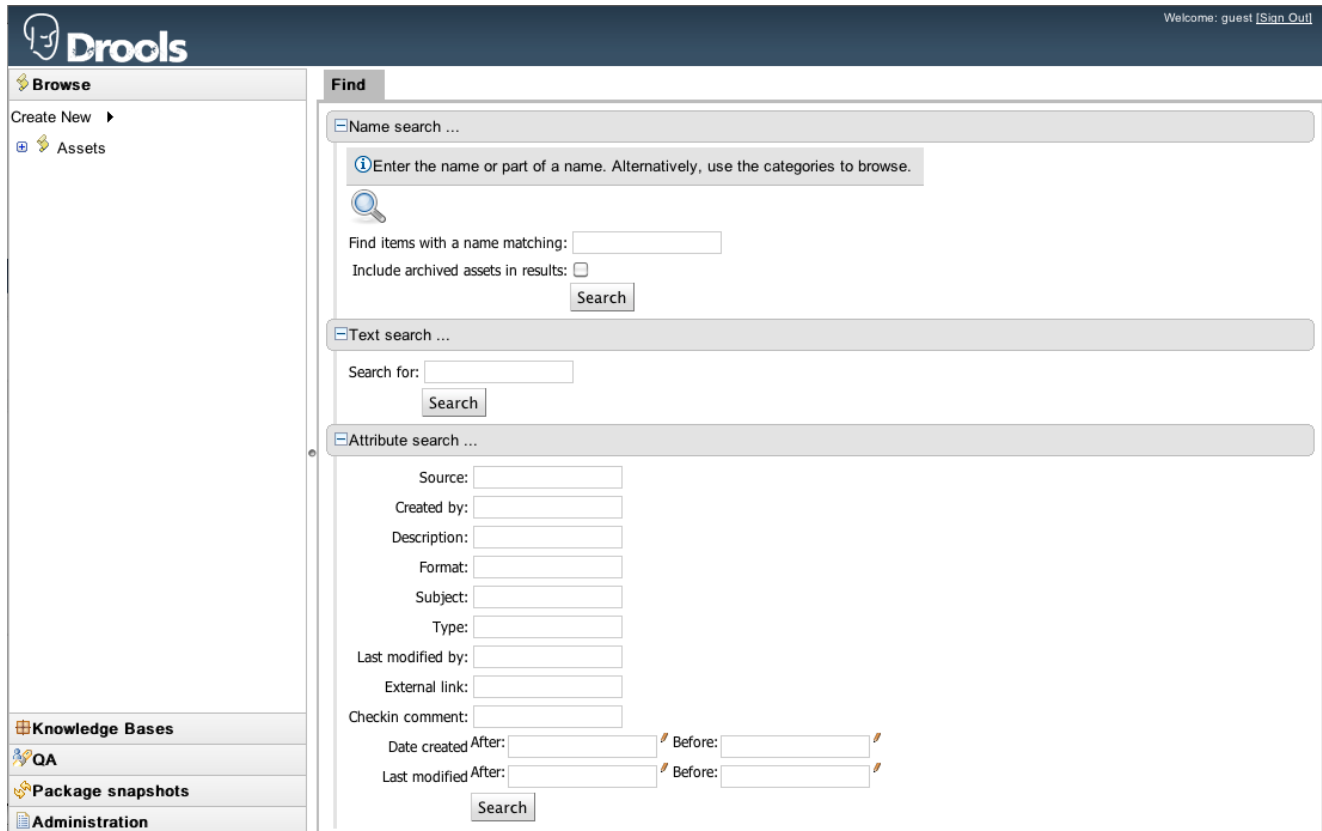 Drools
Welcome: guest [Sign Out]
Browse
Create New
Assets
Knowledge Bases
QA
Package snapshots
Administration
Find
Name search ...
Enter the name or part of a name. Alternatively, use the categories to browse.
Find items with a name matching:
Include archived assets in results:
Search
Text search ...
Search for:
Search
Attribute search ...
Source:
Created by:
Description:
Format:
Subject:
Type:
Last modified by:
External link:
Checkin comment:
Date created After: Before:
Last modified After: Before:
Search